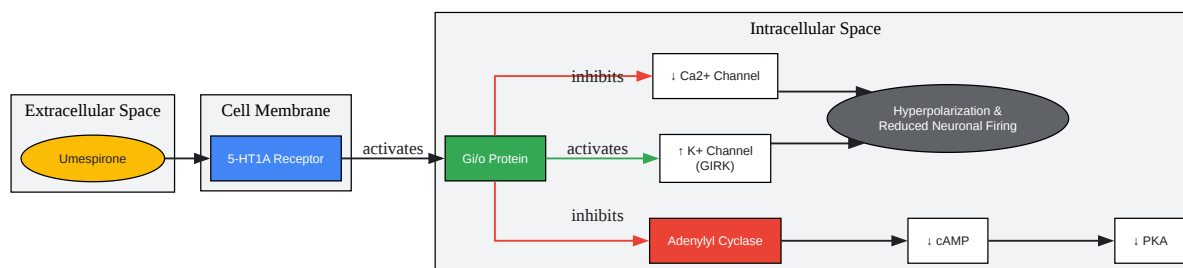 Extracellular Space
Umespirone
Cell Membrane
5-HT1A Receptor
activates
Intracellular Space
Gi/o Protein
inhibits
↓ Ca2+ Channel
Hyperpolarization &
Reduced Neuronal Firing
activates
↑ K+ Channel
(GIRK)
inhibits
Adenylyl Cyclase
↓ cAMP
↓ PKA